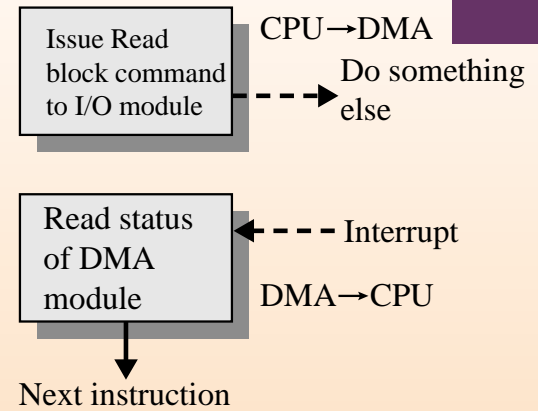 Issue Read
block command
to I/O module
CPU→DMA
Do something
else
Read status
of DMA
module
Interrupt
DMA→CPU
Next instruction